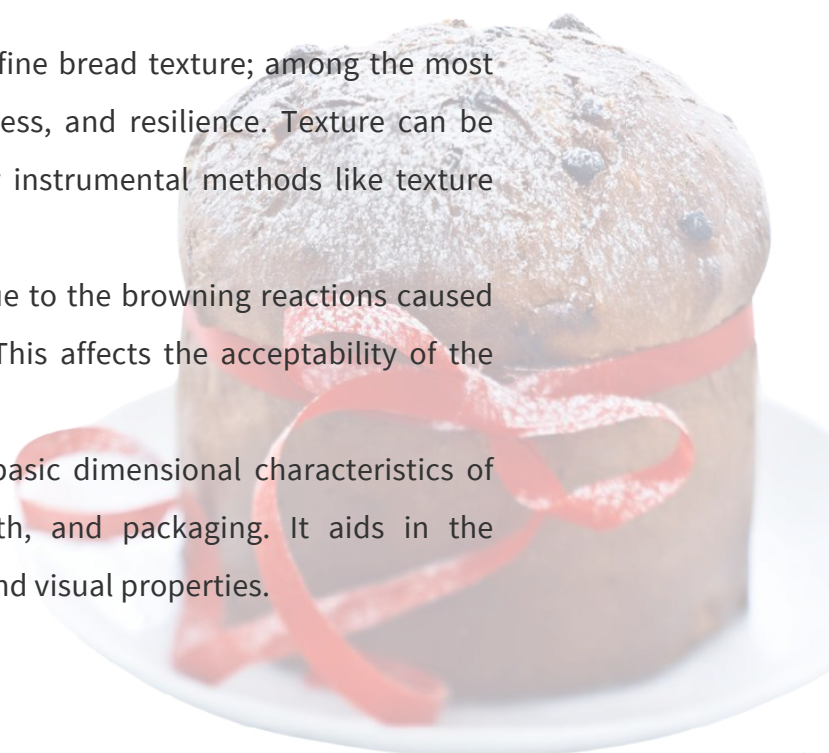 fine bread texture; among the most
ess, and resilience. Texture can be
instrumental methods like texture
ue to the browning reactions caused
This affects the acceptability of the
basic dimensional characteristics of
th, and packaging. It aids in the
nd visual properties.